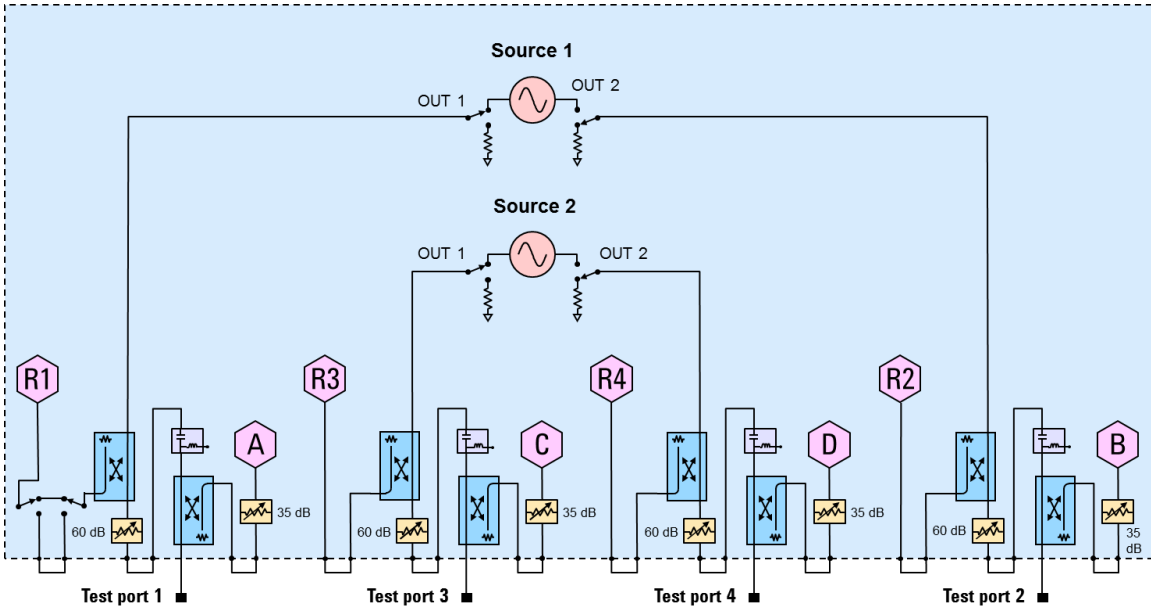 Source 1
OUT 1
OUT 2
Source 2
OUT 1
OUT 2
R1
R3
R4
R2
A
C
D
B
60 dB
35 dB
60 dB
35 dB
60 dB
35 dB
60 dB
35
dB
Test port 1
Test port 3
Test port 4
Test port 2